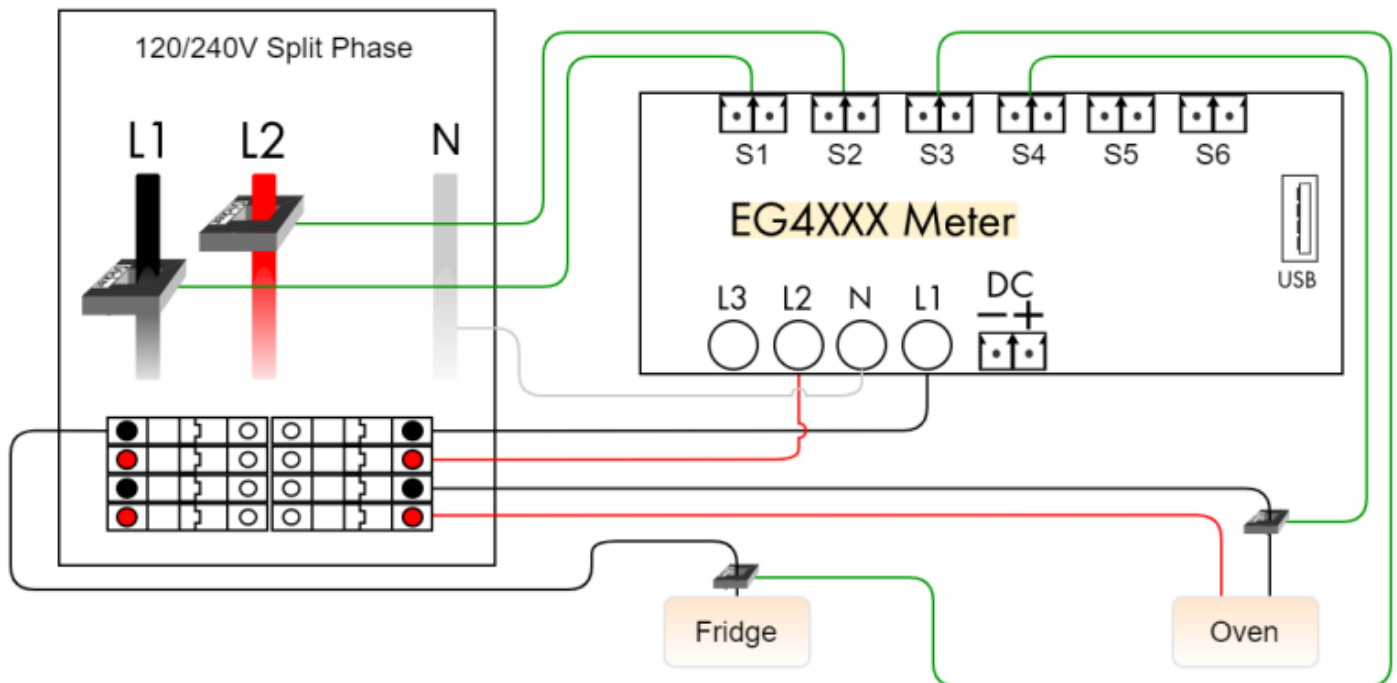 120/240V Split Phase
L1
L2
N
S1
S2
S3
S4
S5
S6
EG4XXX Meter
USB
L3
L2
N
L1
DC
− +
Fridge
Oven